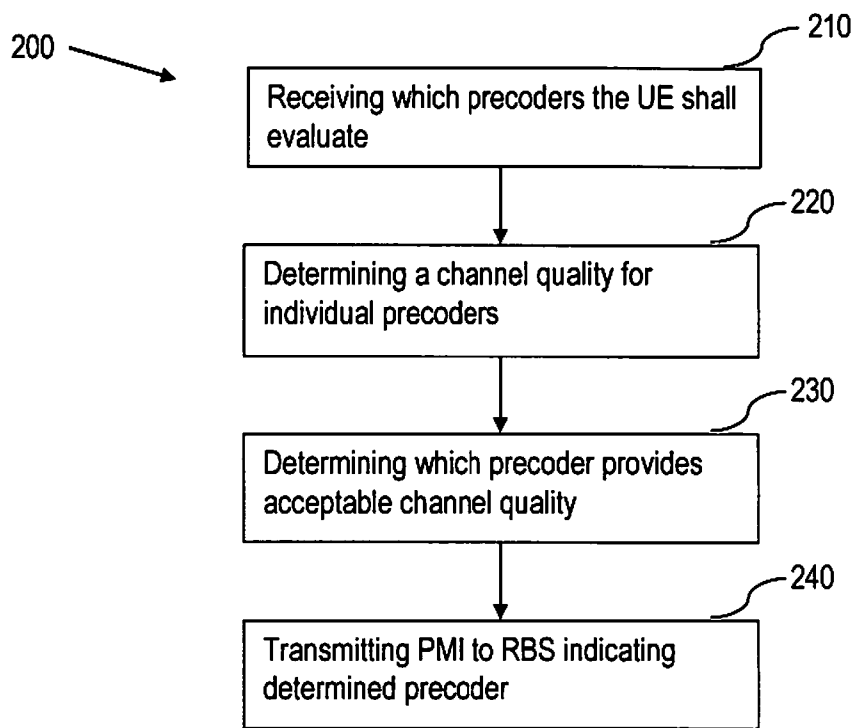 200
210
Receiving which precoders the UE shall
evaluate
220
Determining a channel quality for
individual precoders
230
Determining which precoder provides
acceptable channel quality
240
Transmitting PMI to RBS indicating
determined precoder